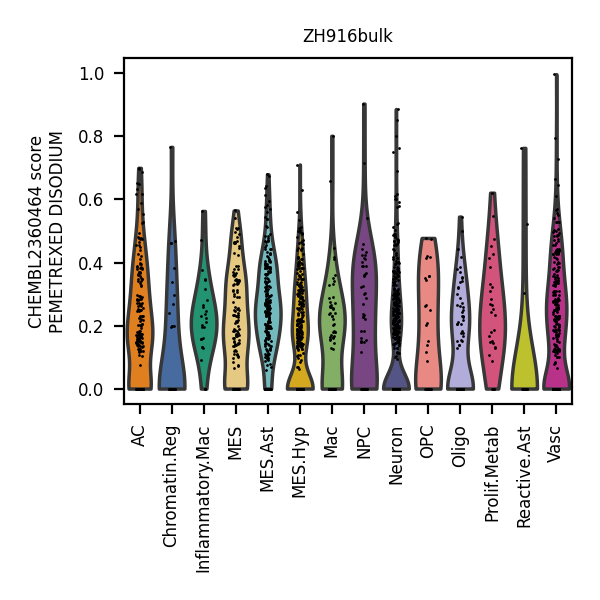 ZH916bulk
CHEMBL2360464 score
PEMETREXED DISODIUM
1.0
0.8
0.6
0.4
0.2
0.0
AC
Chromatin.Reg
Inflammatory.Mac
MES
MES.Ast
MES.Hyp
Mac
NPC
Neuron
OPC
Oligo
Prolif.Metab
Reactive.Ast
Vasc